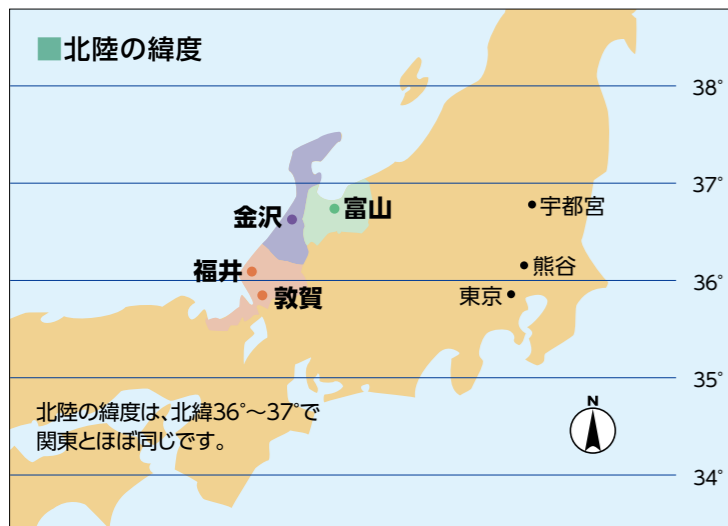 北陸の緯度
38°
37°
金沢
富山
宇都宮
福井
熊谷
36°
敦賀
東京
35°
北陸の緯度は、北緯36°～37°で
関東とほぼ同じです。
N
34°